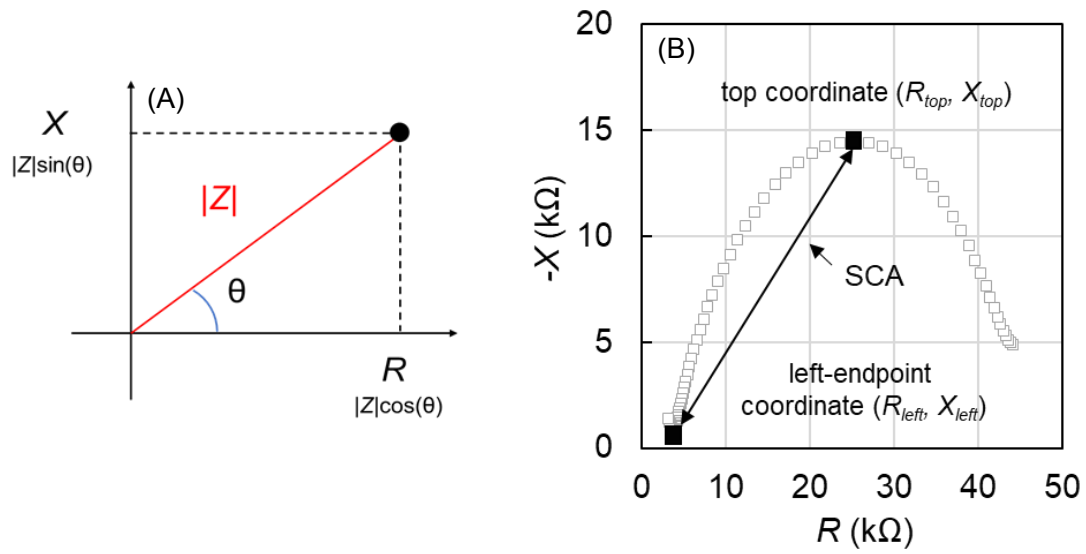 (A)
X
|Z|sin(θ)
|Z|
θ
R
|Z|cos(θ)
(B)
20
15
10
5
0
-X (kΩ)
top coordinate (Rtop, Xtop)
SCA
left-endpoint
coordinate (Rleft, Xleft)
0 10 20 30 40 50
R (kΩ)